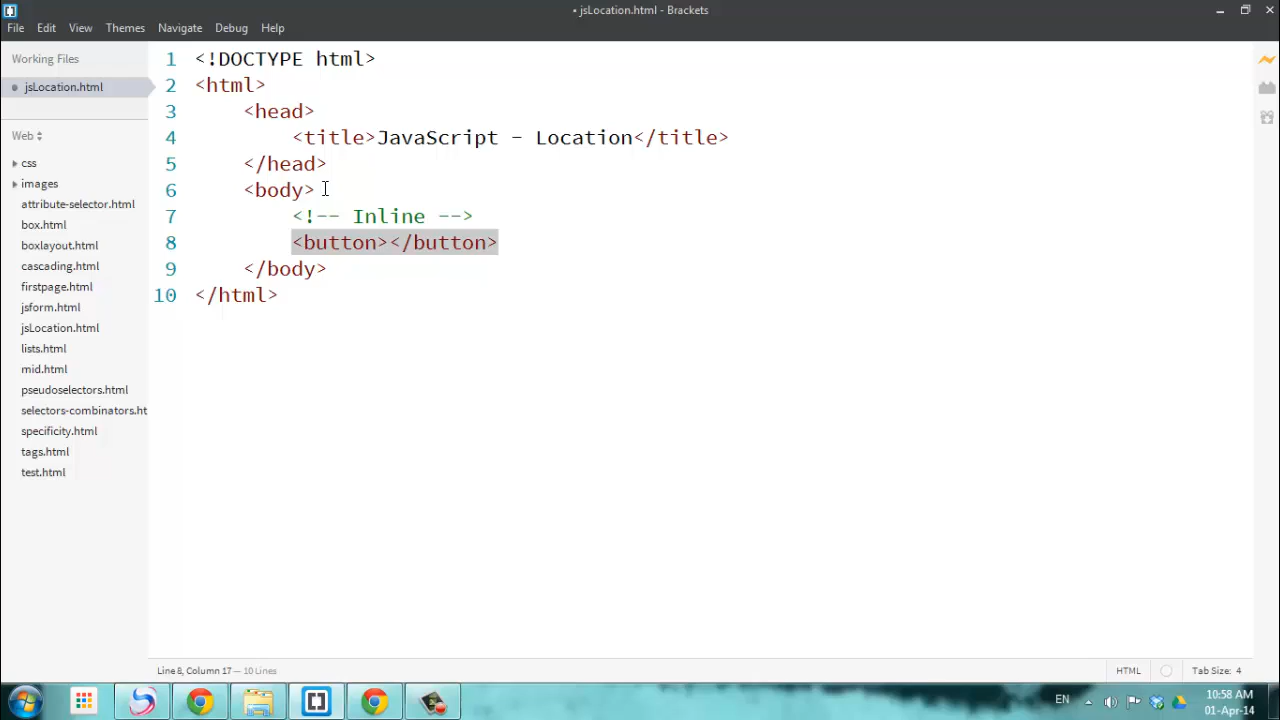 • jsLocation.html - Brackets
File Edit View Themes Navigate Debug Help
Working Files
jsLocation.html
Web
css
images
attribute-selector.html
box.html
boxlayout.html
cascading.html
firstpage.html
jsform.html
jsLocation.html
lists.html
mid.html
pseudoselectors.html
selectors-combinators.ht
specificity.html
tags.html
test.html
1 <!DOCTYPE html>
2 <html>
3 <head>
4 <title>JavaScript - Location</title>
5 </head>
6 <body>
7 <!-- Inline -->
8 <button></button>
9 </body>
10 </html>
Line 8, Column 17 — 10 Lines
HTML
Tab Size: 4
EN
10:58 AM
01-Apr-14